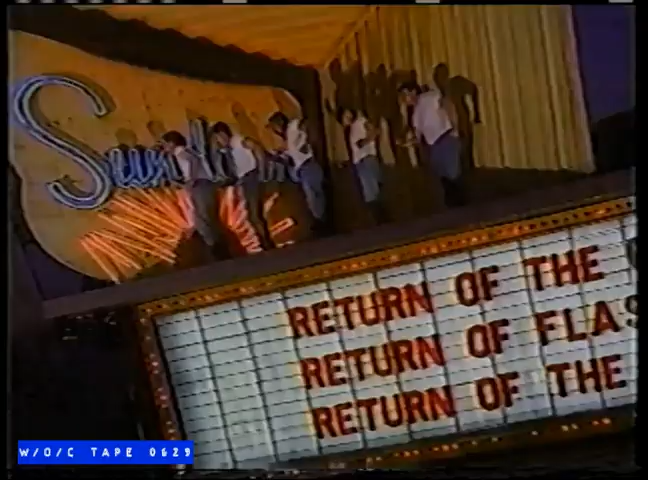 RETURN OF THE
RETURN OF FLAS
RETURN OF THE
W/O/C TAPE 0629